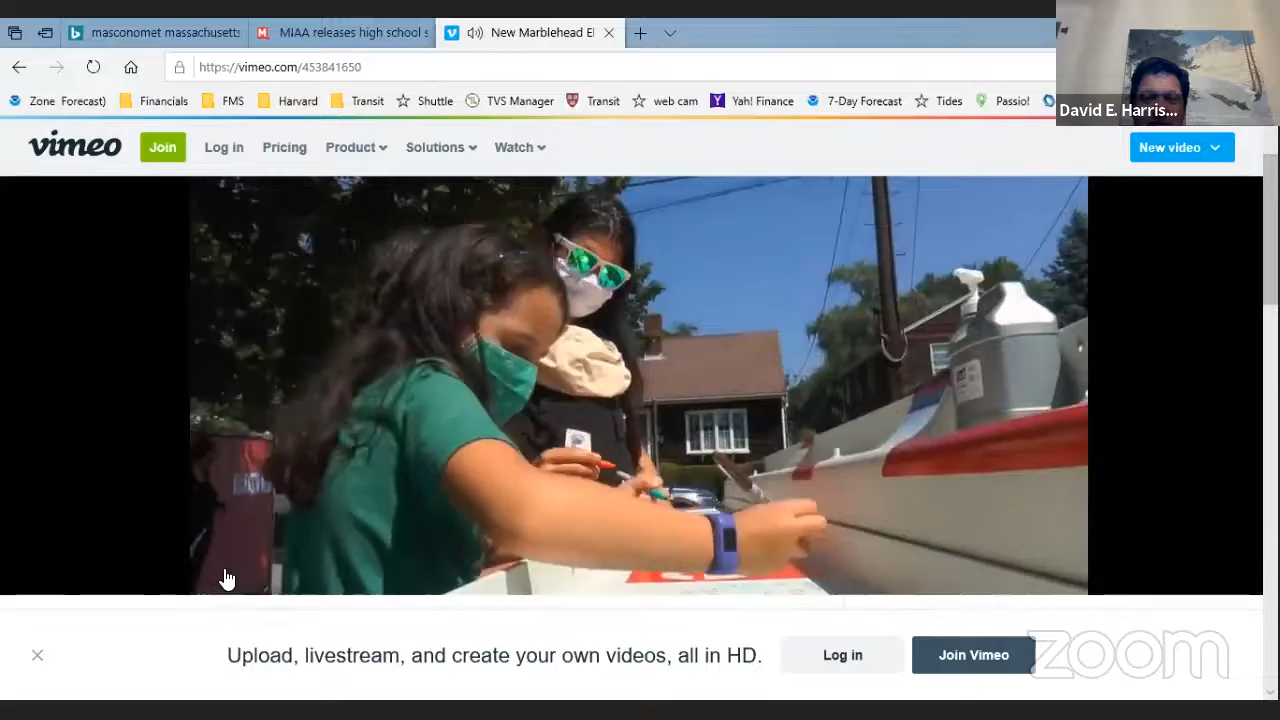 masconomet massachusetts
MIAA releases high school s
New Marblehead El
https://vimeo.com/453841650
Zone Forecast)
Financials
FMS
Harvard
Transit
Shuttle
TVS Manager
Transit
web cam
Yah! Finance
7-Day Forecast
Tides
Passio!
David E. Harris...
vimeo
Join
Log in
Pricing
Product
Solutions
Watch
New video
Upload, livestream, and create your own videos, all in HD.
Log in
Join Vimeo
zoom